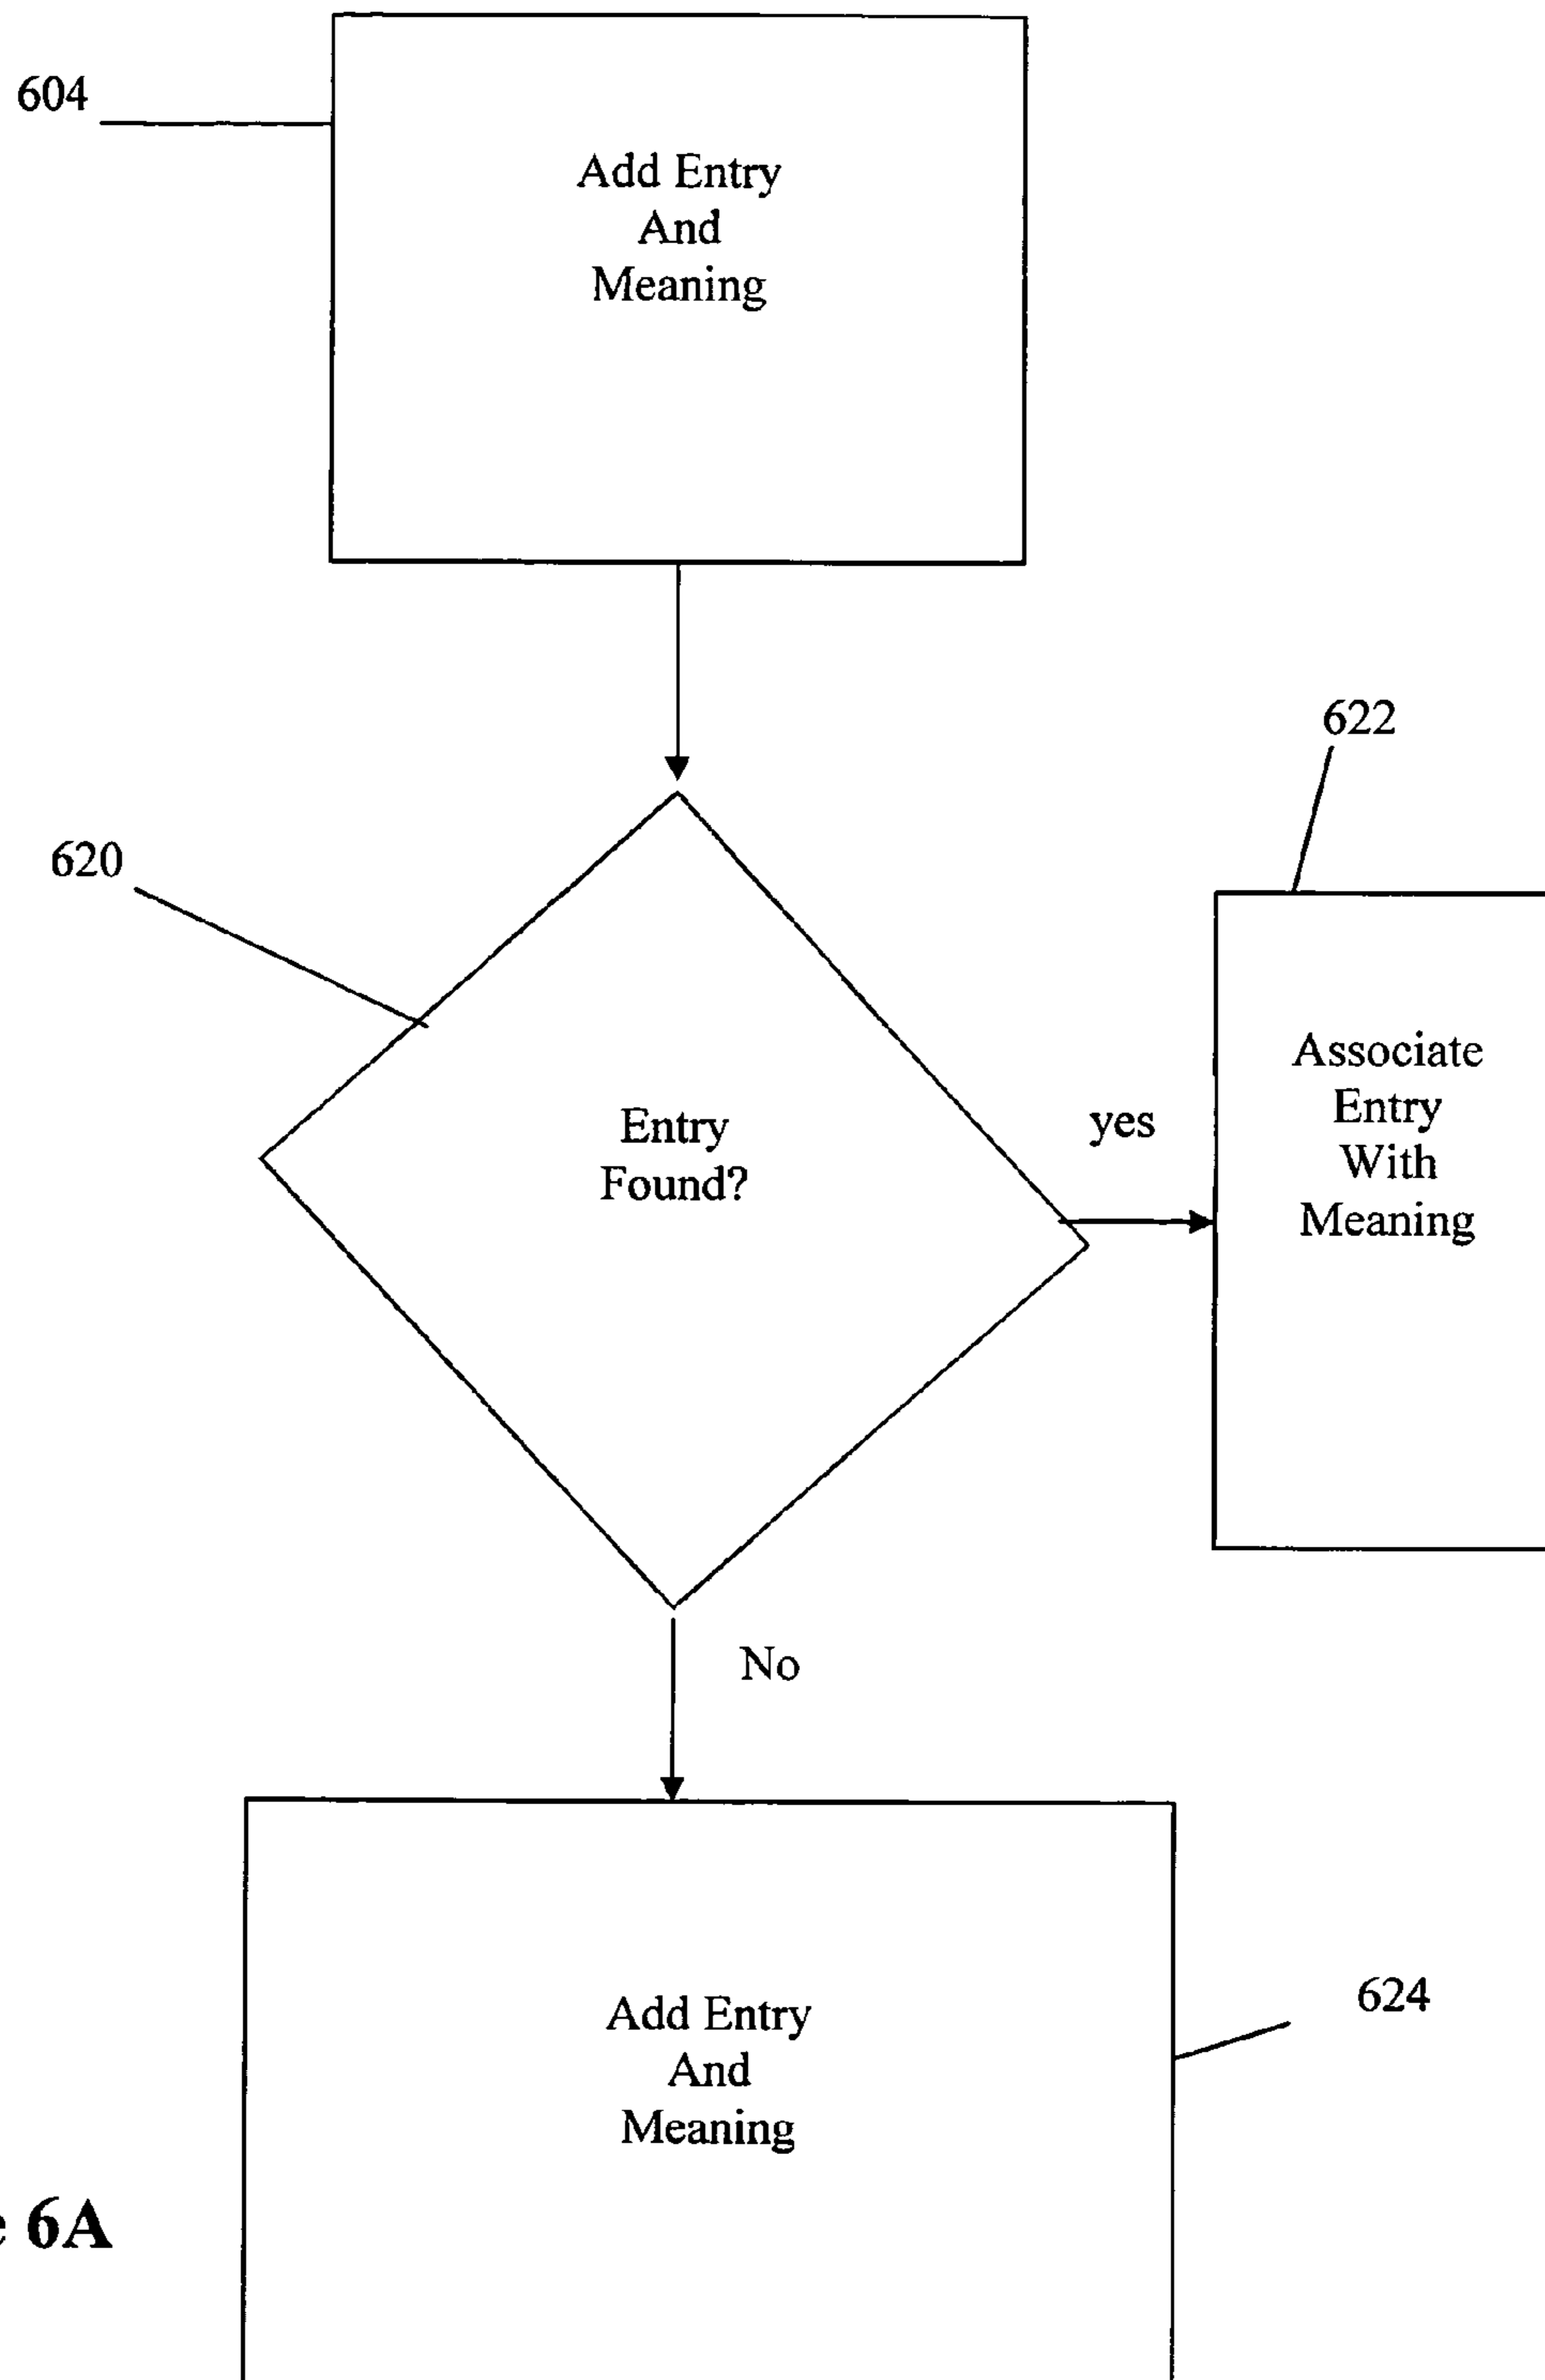 604
Add Entry
And
Meaning
622
620
Entry
Found?
yes
Associate
Entry
With
Meaning
No
Add Entry
And
Meaning
624
6A